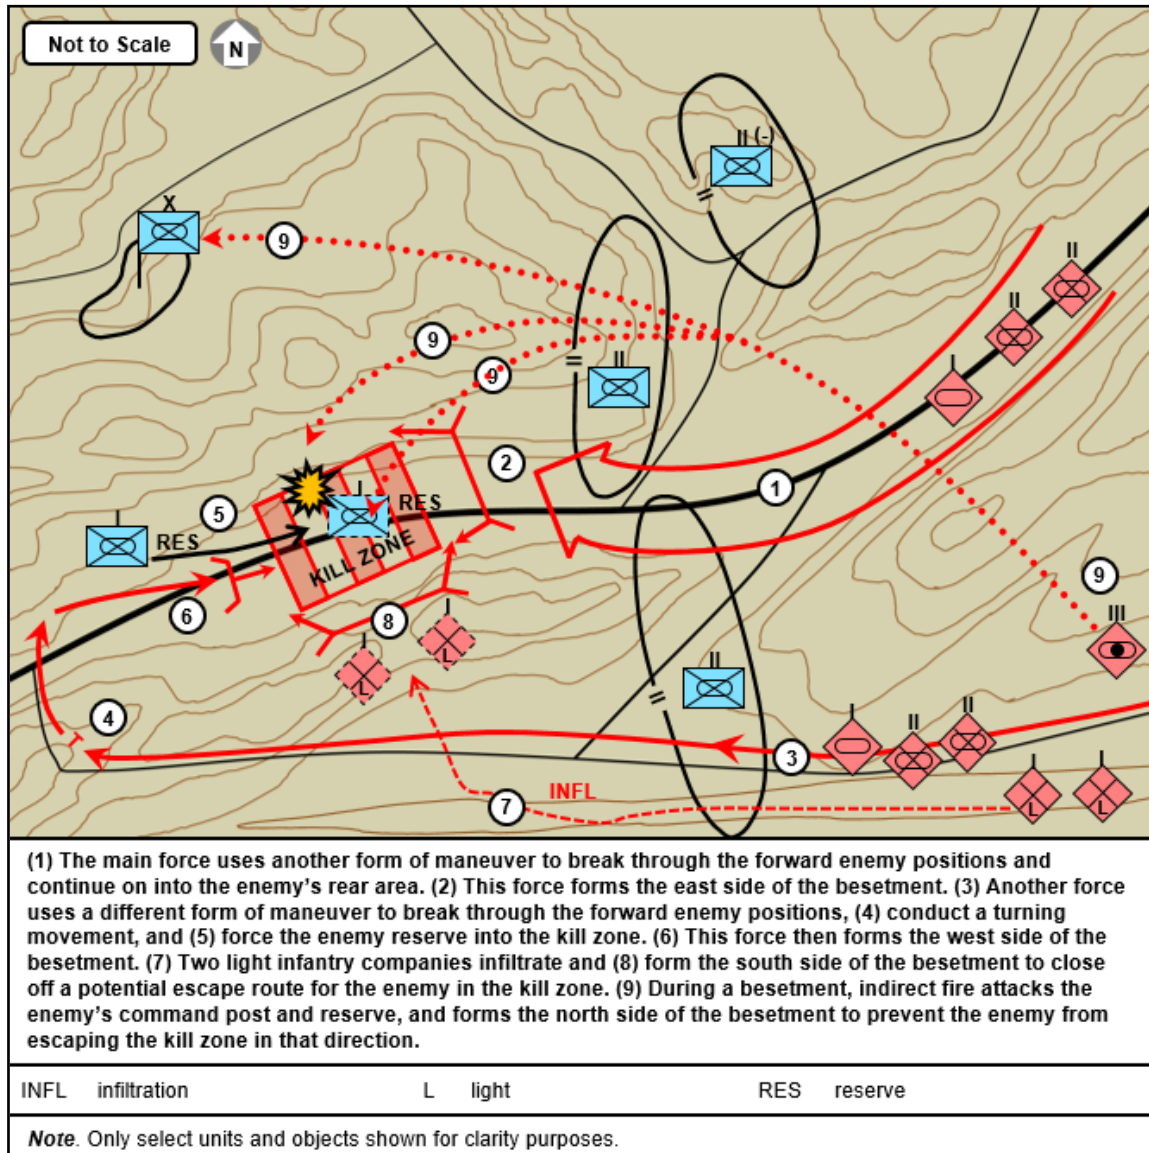 Not to Scale
N
II (-)
X
9
II
II
9
I
II
9
2
1
I
RES
5
I
RES
KILL ZONE
9
III
6
8
I
L
I
L
II
4
I
II
II
3
INFL
7
I
L
I
L
(1) The main force uses another form of maneuver to break through the forward enemy positions and
continue on into the enemy’s rear area. (2) This force forms the east side of the besetment. (3) Another force
uses a different form of maneuver to break through the forward enemy positions, (4) conduct a turning
movement, and (5) force the enemy reserve into the kill zone. (6) This force then forms the west side of the
besetment. (7) Two light infantry companies infiltrate and (8) form the south side of the besetment to close
off a potential escape route for the enemy in the kill zone. (9) During a besetment, indirect fire attacks the
enemy’s command post and reserve, and forms the north side of the besetment to prevent the enemy from
escaping the kill zone in that direction.
INFL infiltration L light RES reserve
Note. Only select units and objects shown for clarity purposes.